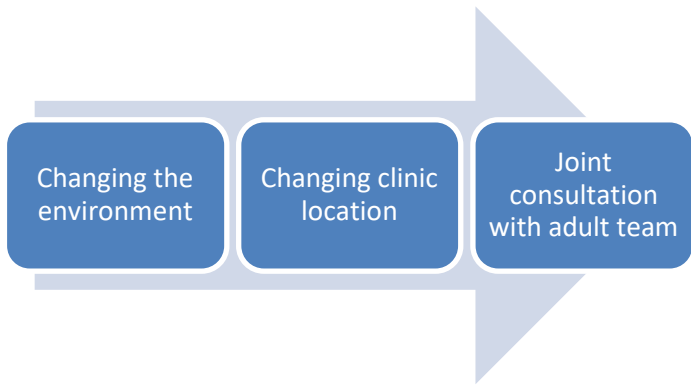 Changing the
environment
Changing clinic
location
Joint
consultation
with adult team